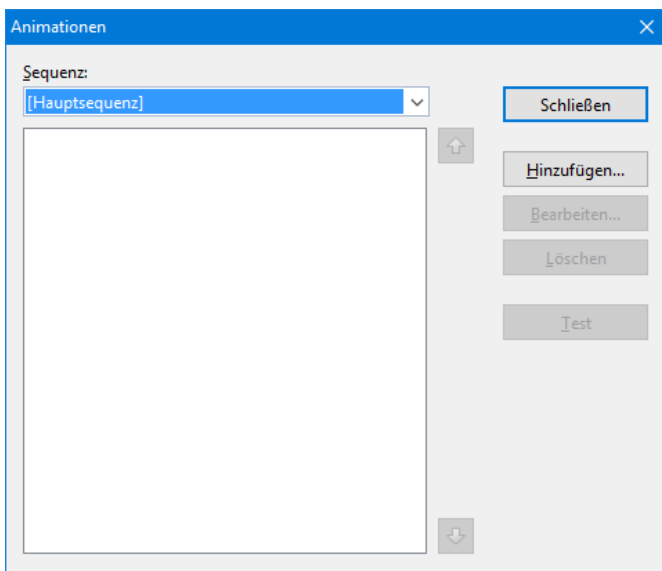 Animationen
Sequenz:
[Hauptsequenz]
Schließen
Hinzufügen...
Bearbeiten...
Löschen
Test